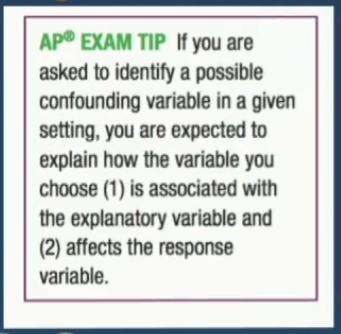 AP® EXAM TIP If you are
asked to identify a possible
confounding variable in a given
setting, you are expected to
explain how the variable you
choose (1) is associated with
the explanatory variable and
(2) affects the response
variable.